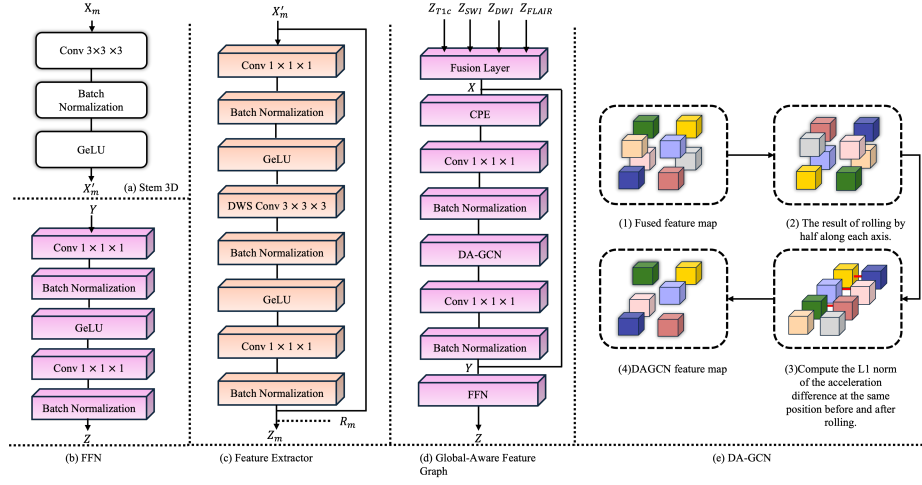 X_m
Conv 3×3 ×3
Batch
Normalization
GeLU
X'_m
(a) Stem 3D
Y
Conv 1 × 1 × 1
Batch Normalization
GeLU
Conv 1 × 1 × 1
Batch Normalization
Z
(b) FFN
X'_m
Conv 1 × 1 × 1
Batch Normalization
GeLU
DWS Conv 3 × 3 × 3
Batch Normalization
GeLU
Conv 1 × 1 × 1
Batch Normalization
Z_m
R_m
(c) Feature Extractor
Z_T1c Z_SWI Z_DWI Z_FLAIR
Fusion Layer
X
CPE
Conv 1 × 1 × 1
Batch Normalization
DA-GCN
Conv 1 × 1 × 1
Batch Normalization
Y
FFN
Z
(d) Global-Aware Feature
Graph
(1) Fused feature map
(2) The result of rolling by
half along each axis.
(4)DAGCN feature map
(3)Compute the L1 norm
of the acceleration
difference at the same
position before and after
rolling.
(e) DA-GCN